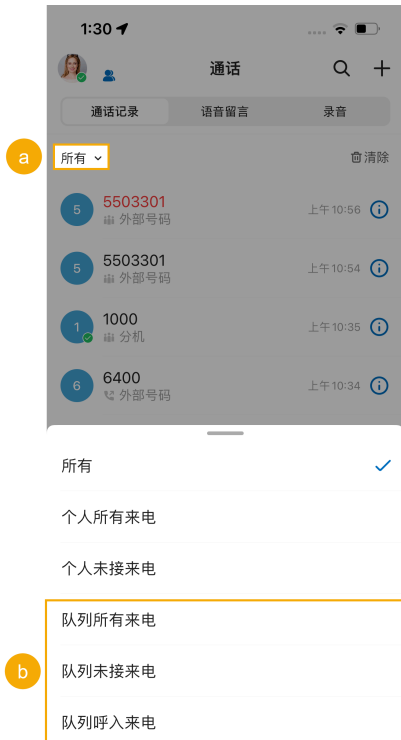 1:30
通话
通话记录 语音留言 录音
a 所有 清除
5 5503301 上午10:56
外部号码
5 5503301 上午10:54
外部号码
1 1000 上午10:35
分机
6 6400 上午10:34
外部号码
所有
个人所有来电
个人未接来电
队列所有来电
b 队列未接来电
队列呼入来电